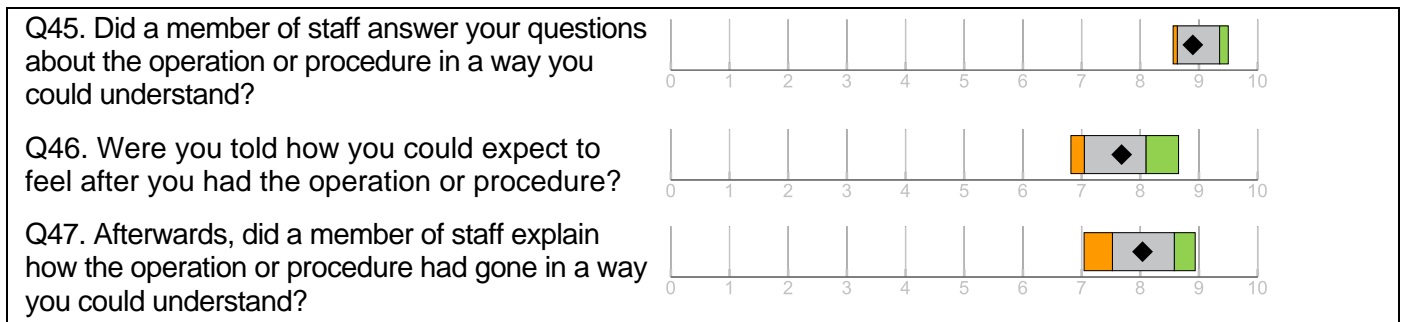 Q45. Did a member of staff answer your questions
about the operation or procedure in a way you
could understand?
0 1 2 3 4 5 6 7 8 9 10
Q46. Were you told how you could expect to
feel after you had the operation or procedure?
0 1 2 3 4 5 6 7 8 9 10
Q47. Afterwards, did a member of staff explain
how the operation or procedure had gone in a way
you could understand?
0 1 2 3 4 5 6 7 8 9 10